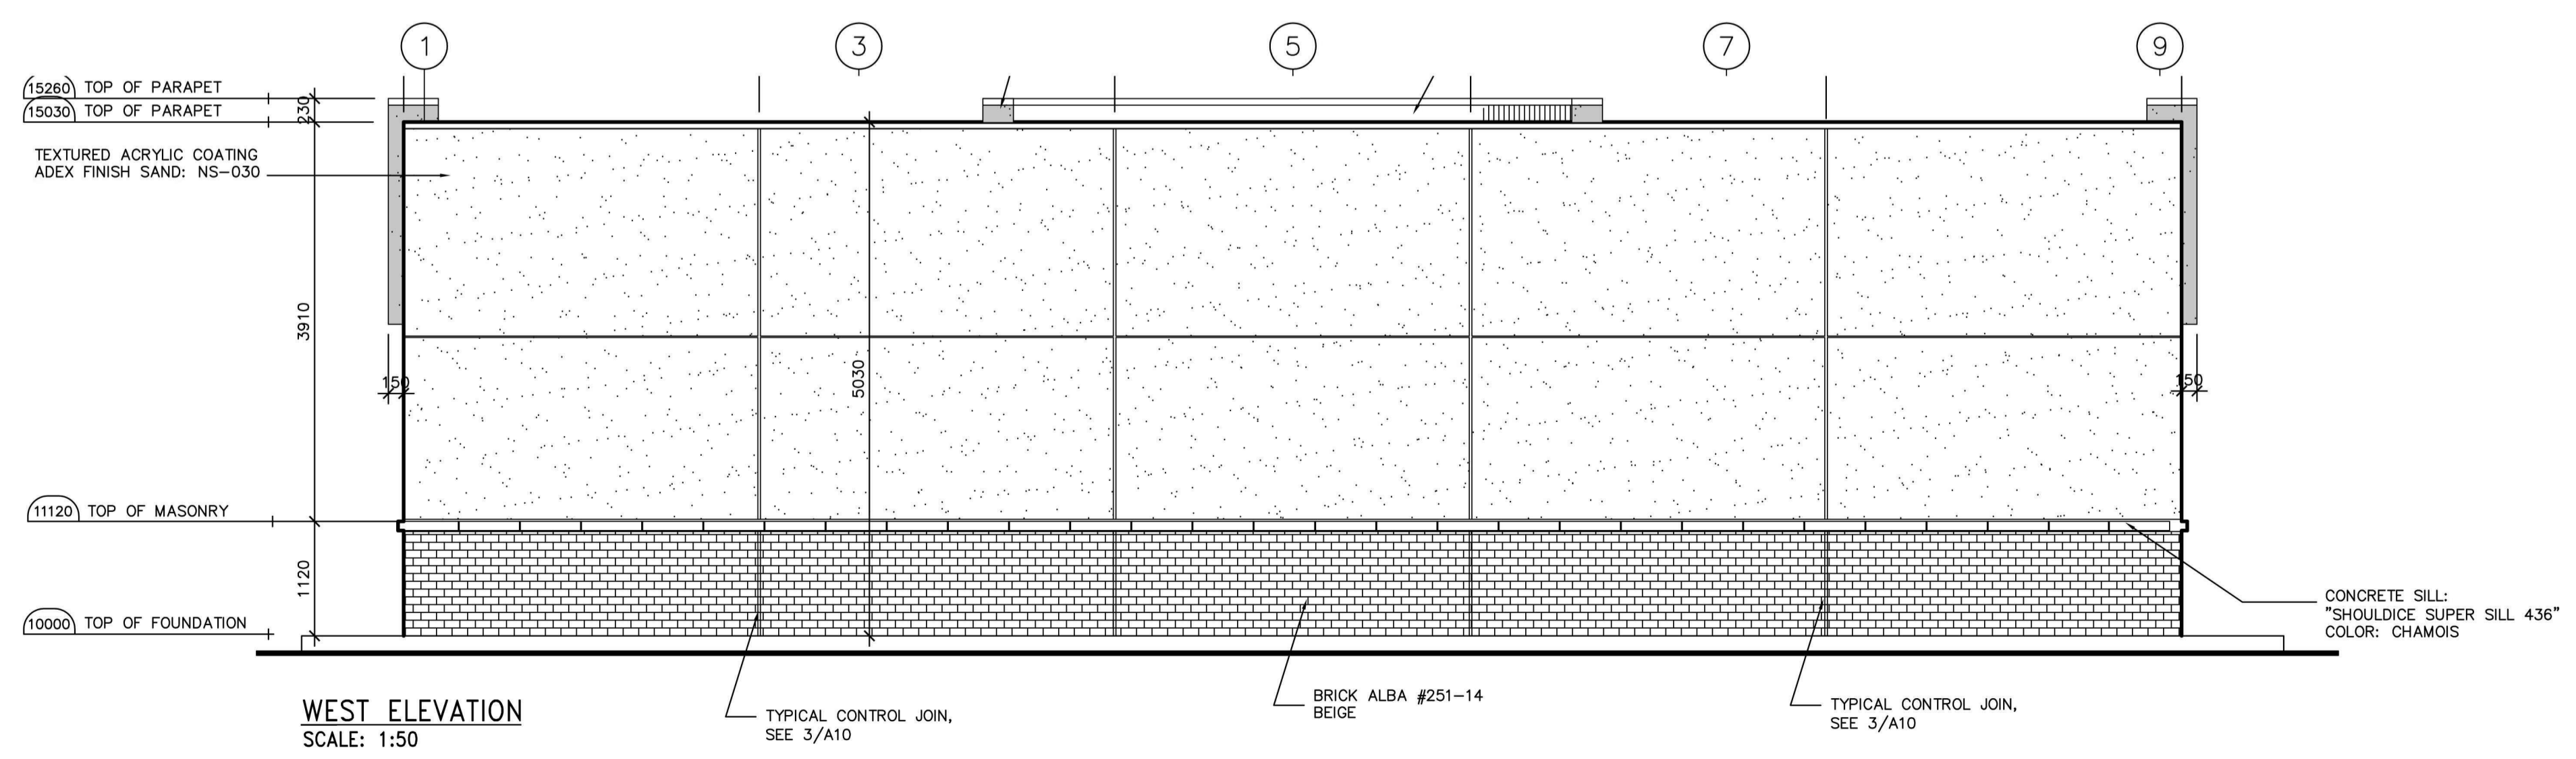 1 3 5 7 9
15260 TOP OF PARAPET
15030 TOP OF PARAPET
230
TEXTURED ACRYLIC COATING
ADEX FINISH SAND: NS-030
3910
150
5030
150
11120 TOP OF MASONRY
1120
10000 TOP OF FOUNDATION
CONCRETE SILL:
"SHOULDICE SUPER SILL 436"
COLOR: CHAMOIS
WEST ELEVATION
SCALE: 1:50
TYPICAL CONTROL JOIN,
SEE 3/A10
BRICK ALBA #251-14
BEIGE
TYPICAL CONTROL JOIN,
SEE 3/A10